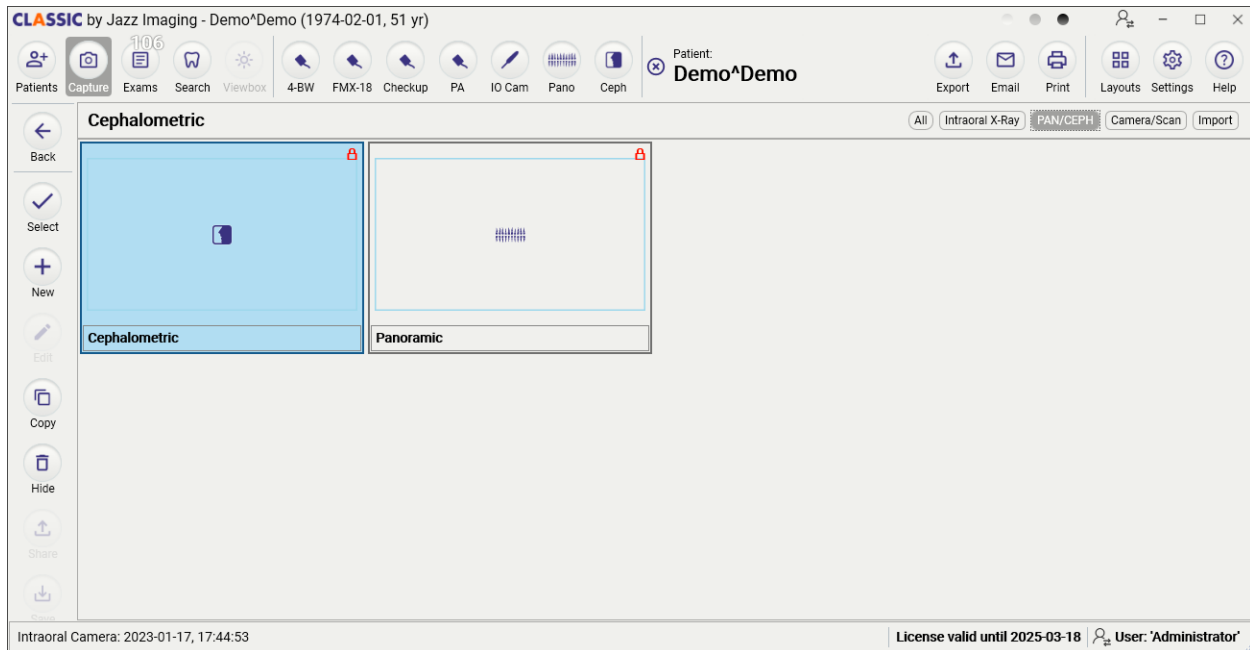 CLASSIC by Jazz Imaging - Demo^Demo (1974-02-01, 51 yr)
106
Patients Capture Exams Search Viewbox 4-BW FMX-18 Checkup PA IO Cam Pano Ceph
Patient:
Demo^Demo
Export Email Print Layouts Settings Help
Back
Cephalometric
All Intraoral X-Ray PAN/CEPH Camera/Scan Import
Select
New
Edit
Copy
Hide
Share
Save
Cephalometric
Panoramic
Intraoral Camera: 2023-01-17, 17:44:53
License valid until 2025-03-18 User: 'Administrator'